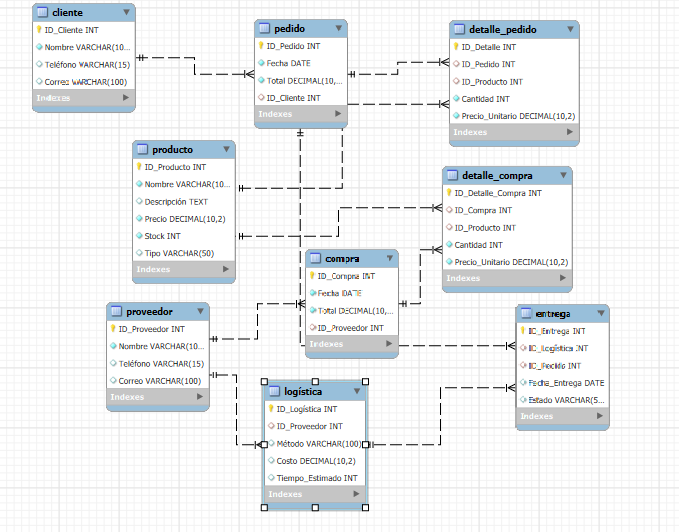 cliente
ID_Cliente INT
Nombre VARCHAR(10...
Teléfono VARCHAR(15)
Correo VARCHAR(100)
Indexes
pedido
ID_Pedido INT
Fecha DATE
Total DECIMAL(10,...
ID_Cliente INT
Indexes
detalle_pedido
ID_Detalle INT
ID_Pedido INT
ID_Producto INT
Cantidad INT
Precio_Unitario DECIMAL(10,2)
Indexes
producto
ID_Producto INT
Nombre VARCHAR(10...
Descripción TEXT
Precio DECIMAL(10,2)
Stock INT
Tipo VARCHAR(50)
Indexes
detalle_compra
ID_Detalle_Compra INT
ID_Compra INT
ID_Producto INT
Cantidad INT
Precio_Unitario DECIMAL(10,2)
Indexes
compra
ID_Compra INT
Fecha DATE
Total DECIMAL(10,...
ID_Proveedor INT
Indexes
proveedor
ID_Proveedor INT
Nombre VARCHAR(10...
Teléfono VARCHAR(15)
Correo VARCHAR(100)
Indexes
entrega
ID_Entrega INT
ID_Logística INT
ID_Pedido INT
Fecha_Entrega DATE
Estado VARCHAR(5...
Indexes
logística
ID_Logística INT
ID_Proveedor INT
Método VARCHAR(100)
Costo DECIMAL(10,2)
Tiempo_Estimado INT
Indexes